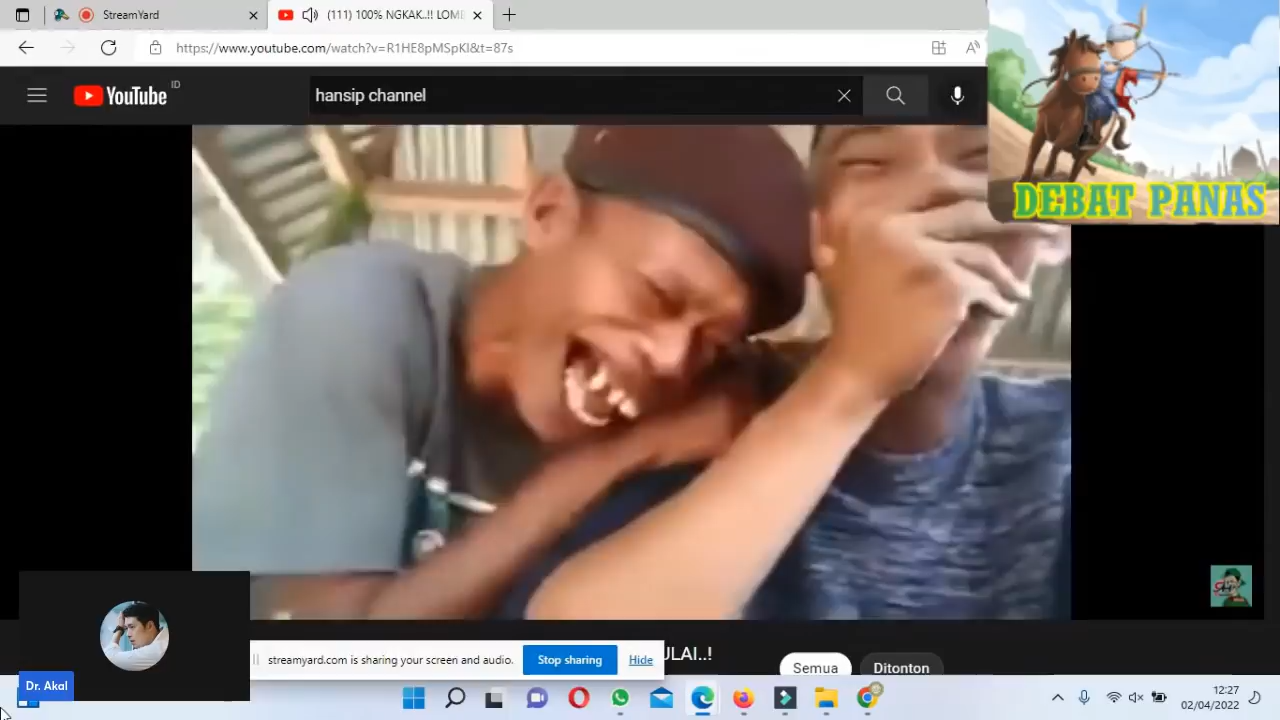 StreamYard
(111) 100% NGKAK..!! LOME
https://www.youtube.com/watch?v=R1HE8pMSpKI&t=87s
YouTube ID
hansip channel
DEBAT PANAS
ULAI..!
Semua
Ditonton
streamyard.com is sharing your screen and audio.
Stop sharing
Hide
Dr. Akal
12:27
02/04/2022